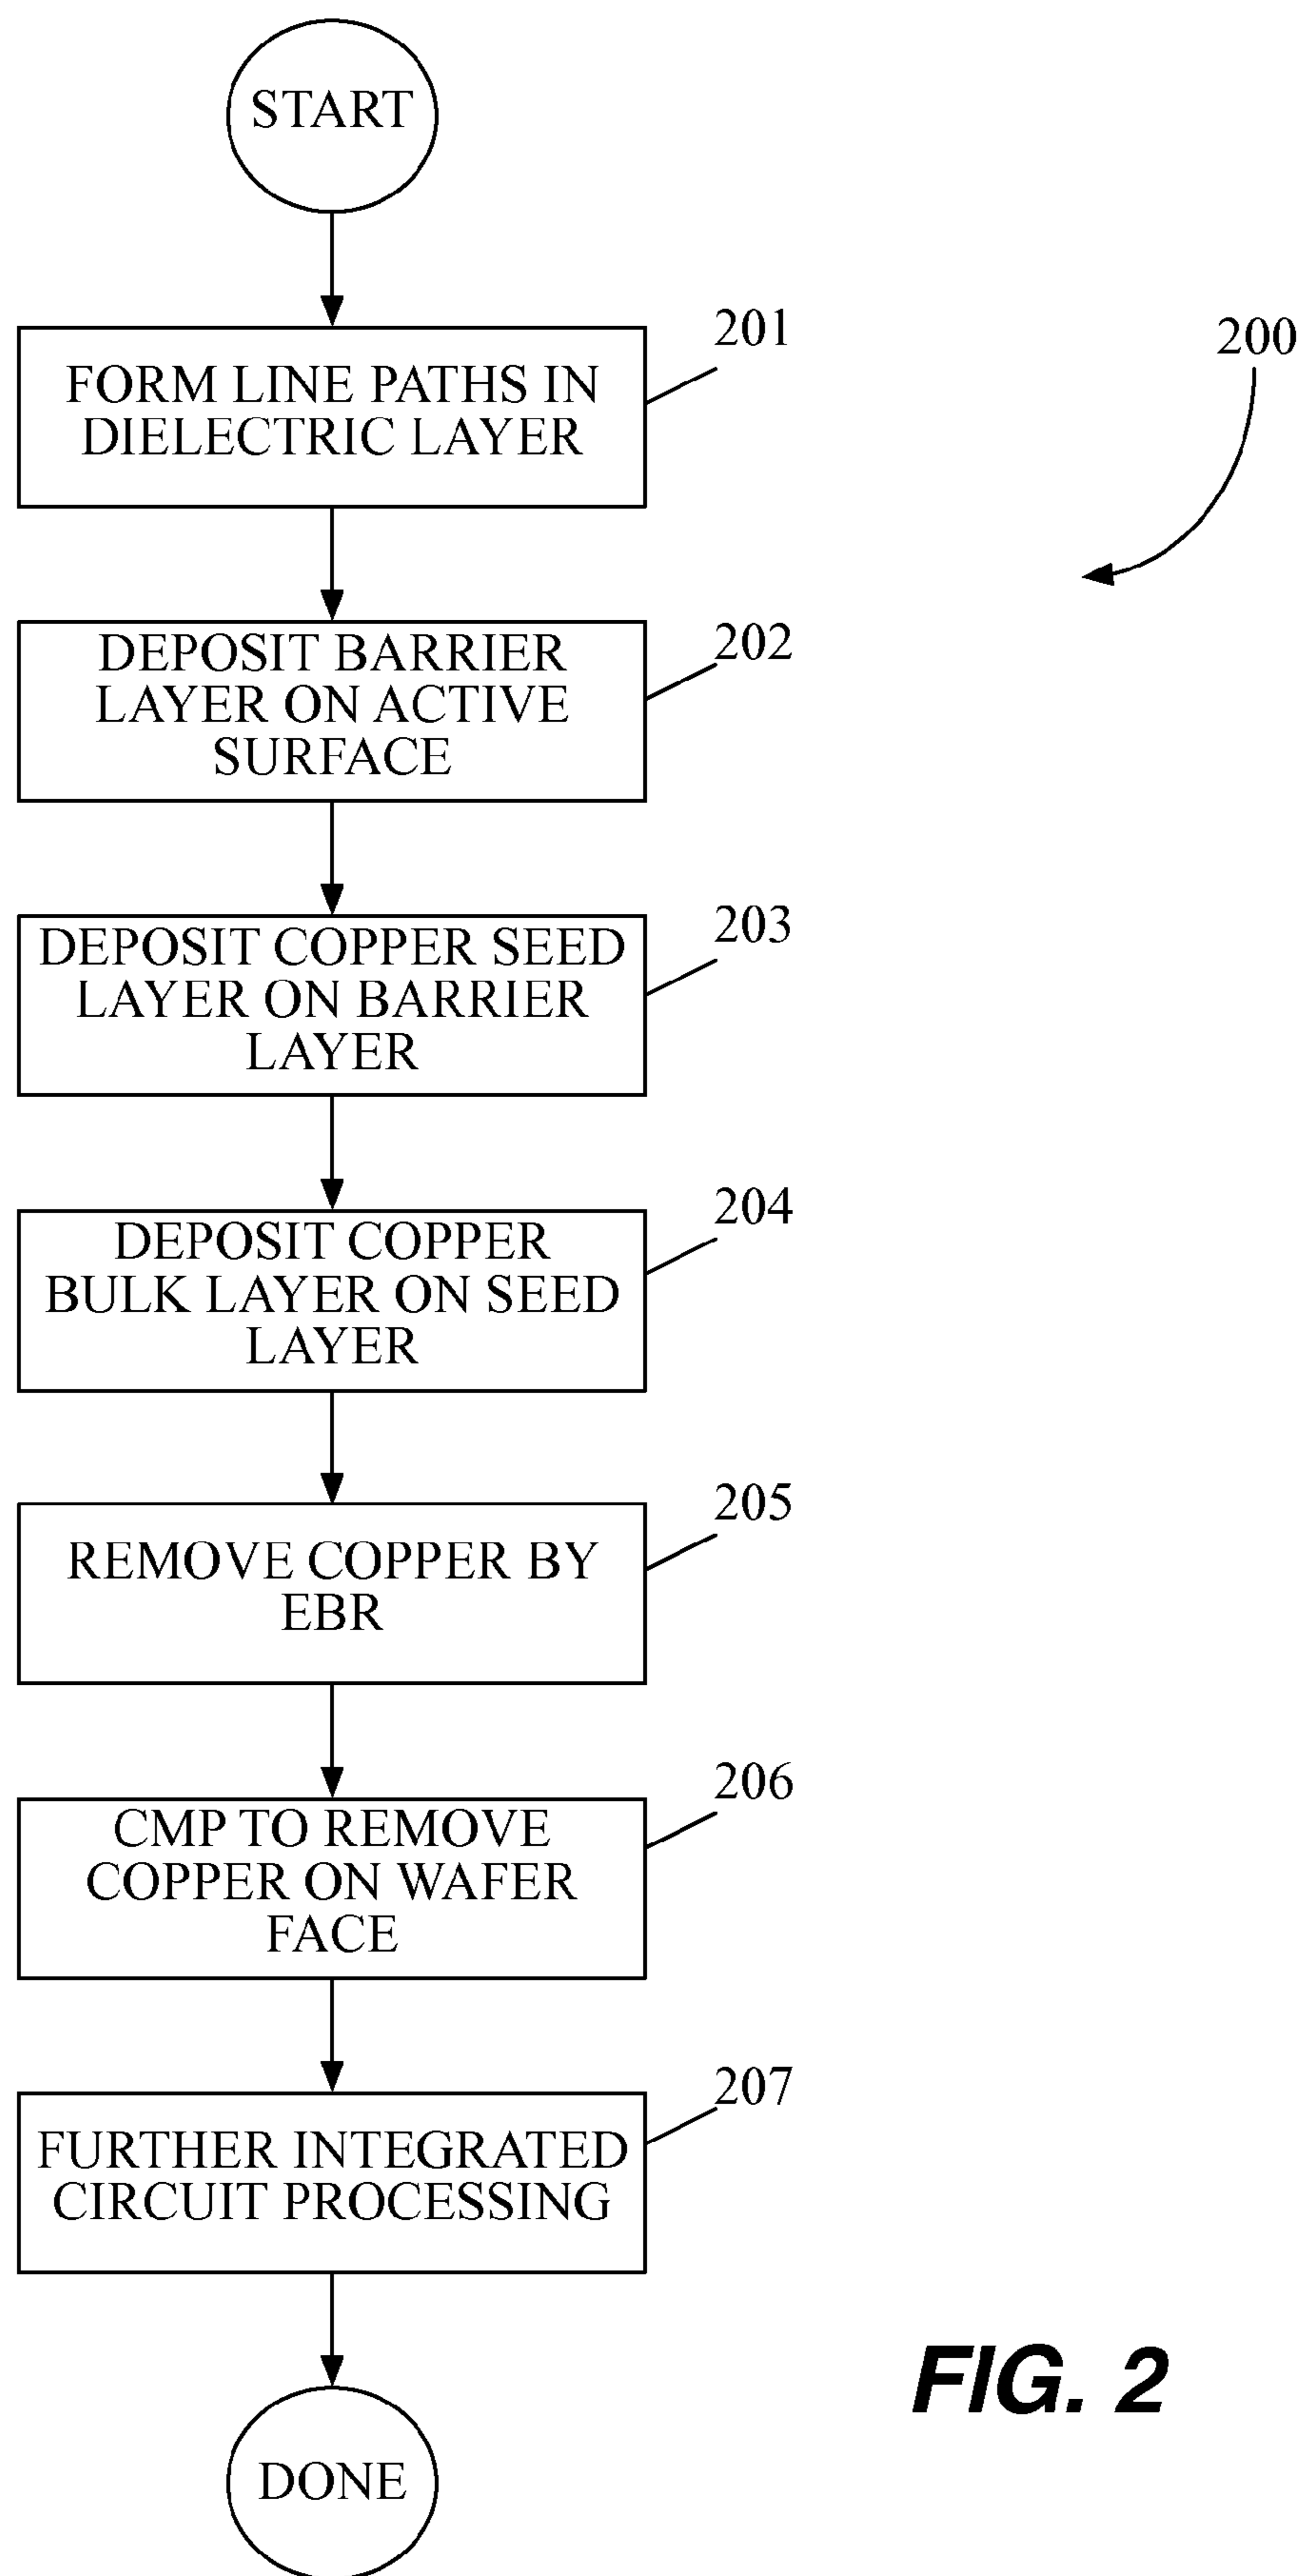 START
201
200
FORM LINE PATHS IN
DIELECTRIC LAYER
202
DEPOSIT BARRIER
LAYER ON ACTIVE
SURFACE
203
DEPOSIT COPPER SEED
LAYER ON BARRIER
LAYER
204
DEPOSIT COPPER
BULK LAYER ON SEED
LAYER
205
REMOVE COPPER BY
EBR
206
CMP TO REMOVE
COPPER ON WAFER
FACE
207
FURTHER INTEGRATED
CIRCUIT PROCESSING
FIG. 2
DONE